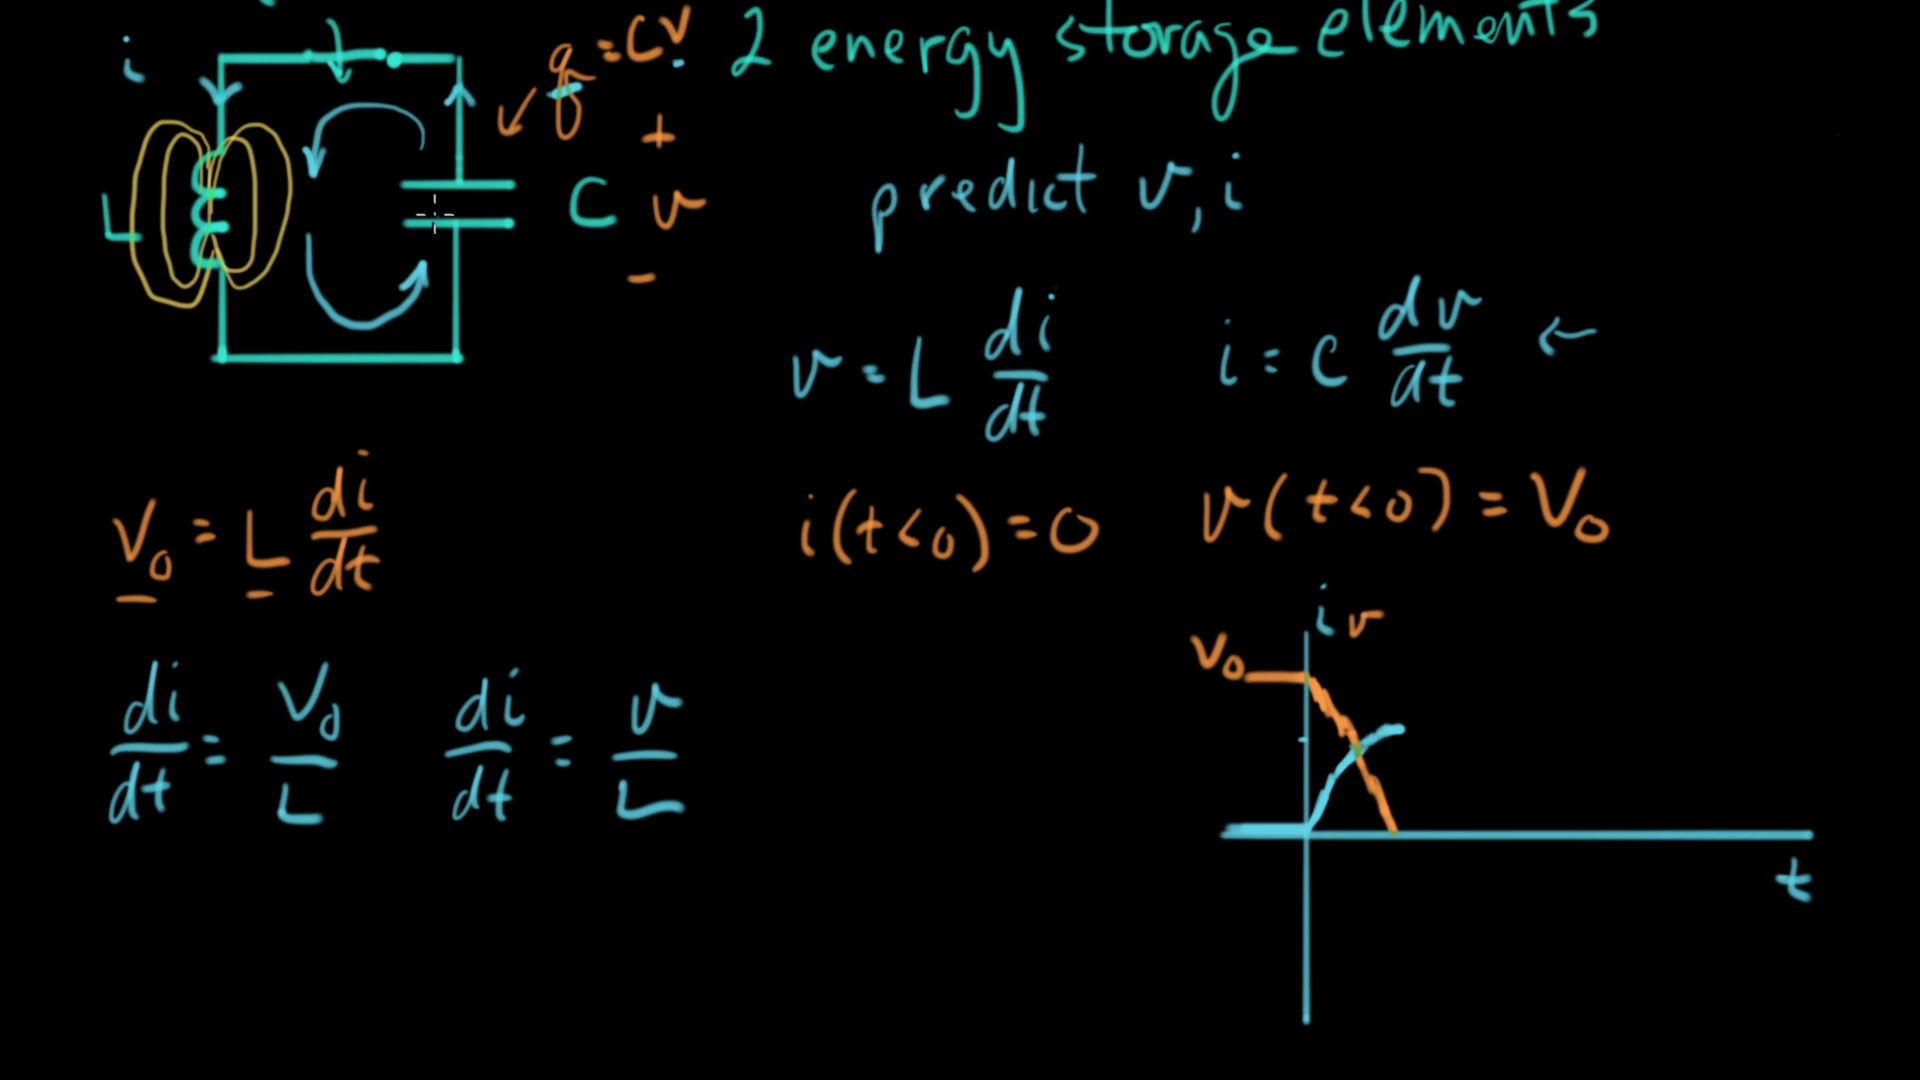 2 energy storage elements
q = cv
i
+
L
C
v
-
predict v, i
v = L di/dt
i = c dv/dt ←
V₀ = L di/dt
i(t<0) = 0
v(t<0) = V₀
i v
V₀
di/dt = V₀/L
di/dt = v/L
t